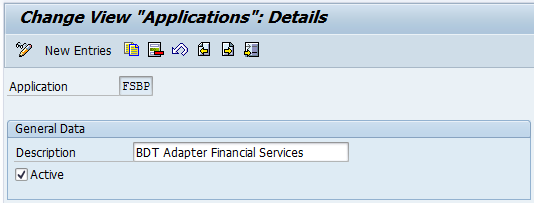 Change View "Applications": Details
New Entries
Application FSBP
General Data
Description BDT Adapter Financial Services
Active